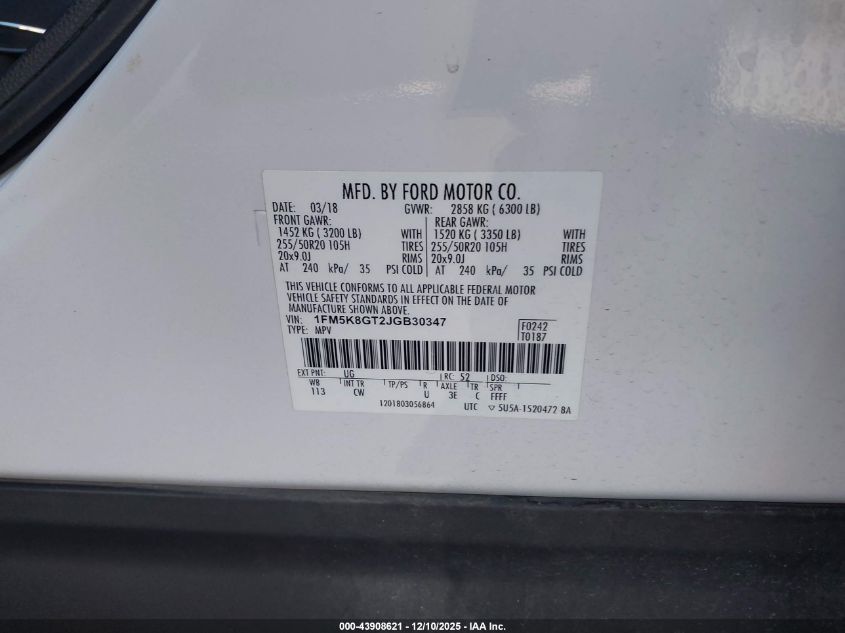 MFD. BY FORD MOTOR CO.
DATE: 03/18 GVWR: 2858 KG ( 6300 LB)
FRONT GAWR: REAR GAWR:
1452 KG ( 3200 LB) WITH 1520 KG ( 3350 LB) WITH
255/50R20 105H TIRES 255/50R20 105H TIRES
20x9.0J RIMS 20x9.0J RIMS
AT 240 kPa/ 35 PSI COLD AT 240 kPa/ 35 PSI COLD
THIS VEHICLE CONFORMS TO ALL APPLICABLE FEDERAL MOTOR
VEHICLE SAFETY STANDARDS IN EFFECT ON THE DATE OF
MANUFACTURE SHOWN ABOVE.
VIN: 1FM5K8GT2JGB30347 F0242
TYPE: MPV T0187
EXT PNT: UG RC: 52 DSO:
WB INT TR TP/PS R AXLE TR SPR
113 CW U 3E C FFFF
1201803056864 UTC ▽ 5U5A-1520472 BA
000-43908621 – 12/10/2025 - IAA Inc.